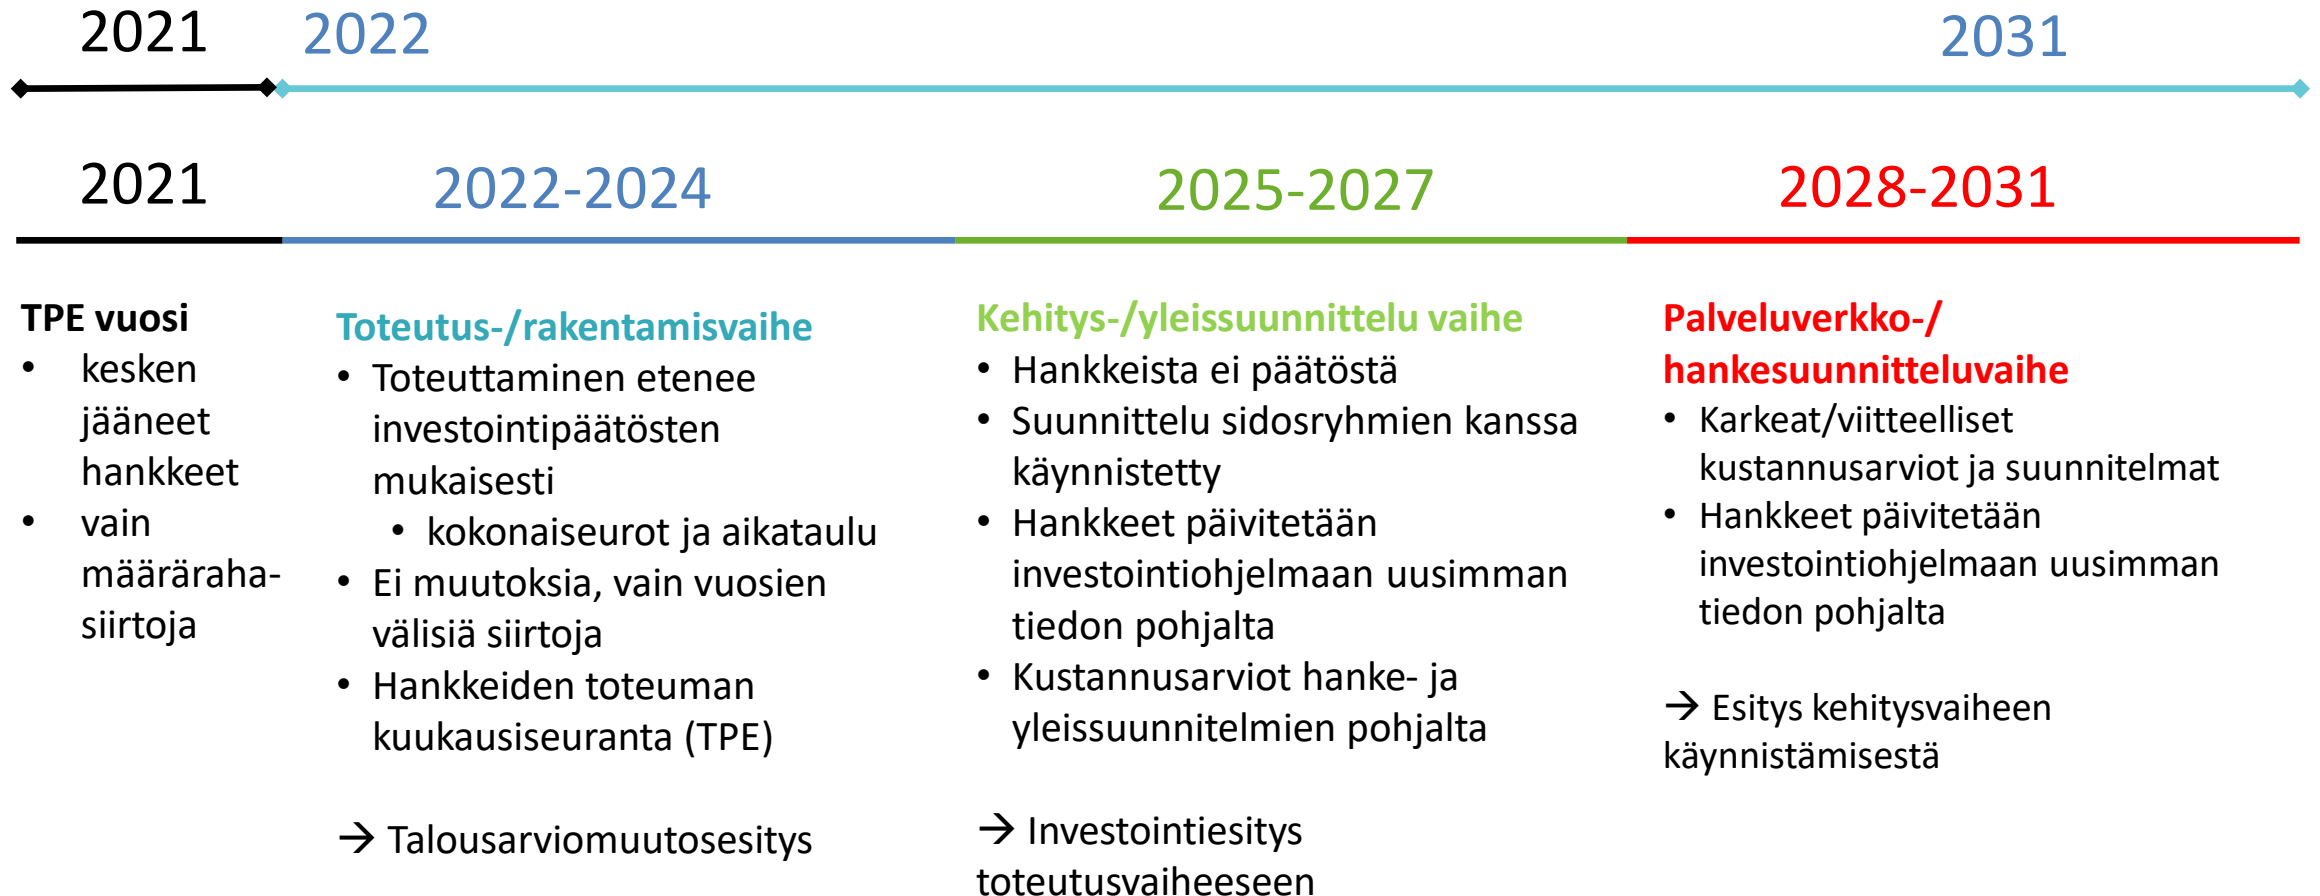 2021
2022
2031
2021
2022-2024
2025-2027
2028-2031
TPE vuosi
• kesken
jääneet
hankkeet
• vain
määräraha-
siirtoja
Toteutus-/rakentamisvaihe
• Toteuttaminen etenee
investointipäätösten
mukaisesti
• kokonaiseurot ja aikataulu
• Ei muutoksia, vain vuosien
välisiä siirtoja
• Hankkeiden toteuman
kuukausiseuranta (TPE)
→ Talousarviomuutosesitys
Kehitys-/yleissuunnittelu vaihe
• Hankkeista ei päätöstä
• Suunnittelu sidosryhmien kanssa
käynnistetty
• Hankkeet päivitetään
investointiohjelmaan uusimman
tiedon pohjalta
• Kustannusarviot hanke- ja
yleissuunnitelmien pohjalta
→ Investointiesitys
toteutusvaiheeseen
Palveluverkko-/
hankesuunnitteluvaihe
• Karkeat/viitteelliset
kustannusarviot ja suunnitelmat
• Hankkeet päivitetään
investointiohjelmaan uusimman
tiedon pohjalta
→ Esitys kehitysvaiheen
käynnistämisestä